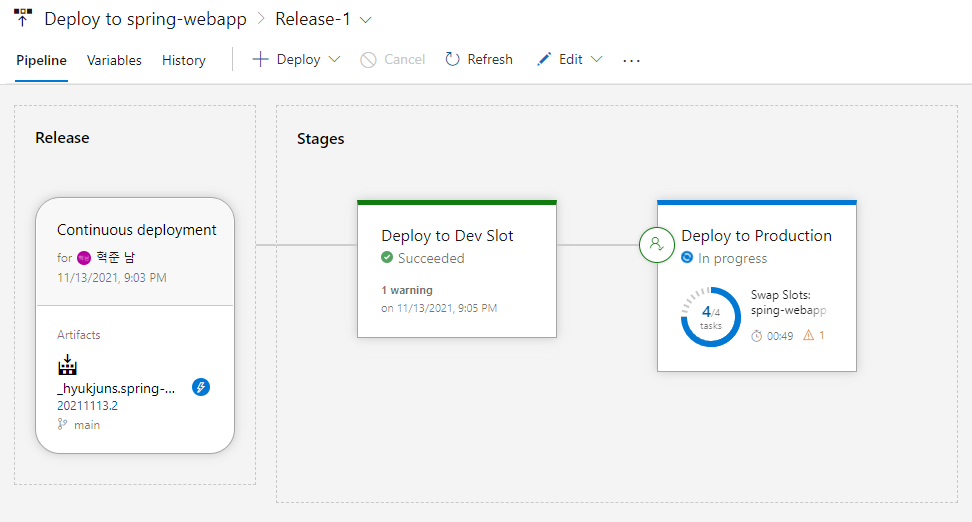 Deploy to spring-webapp > Release-1
Pipeline Variables History Deploy Cancel Refresh Edit ...
Release
Continuous deployment
for 혁준 남
11/13/2021, 9:03 PM
Artifacts
_hyukjuns.spring-...
20211113.2
main
Stages
Deploy to Dev Slot
Succeeded
1 warning
on 11/13/2021, 9:05 PM
Deploy to Production
In progress
4/4
tasks
Swap Slots:
sping-webapp
00:49 1